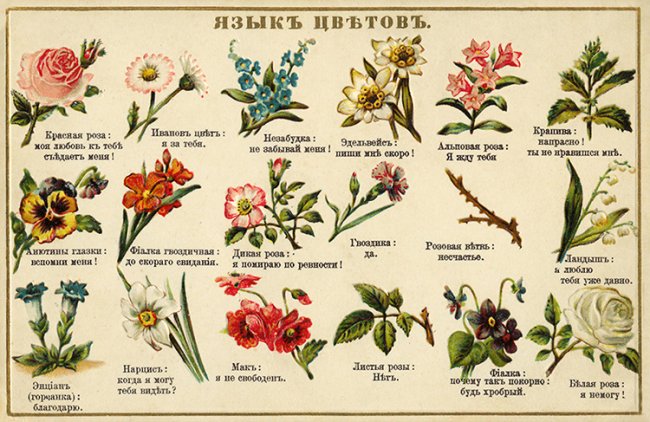 ЯЗЫКЪ ЦВѢТОВЪ.
Красная роза:
моя любовь къ тебѣ
съѣдаетъ меня!
Ивановъ цвѣтъ:
я за тебя.
Незабудка:
не забывай меня!
Эдельвейсъ:
пиши мнѣ скоро!
Альповая роза:
Я жду тебя
Крапива:
напрасно!
ты не нравишся мнѣ.
Анютины глазки:
вспомни меня!
Фіалка гвоздичная:
до скораго свиданія.
Дикая роза:
я помираю по ревности!
Гвоздика:
да.
Розовая вѣтвь:
несчастье.
Ландышъ:
я люблю
тебя уже давно.
Энціанъ
(гореанка):
благодарю.
Нарцисъ:
когда я могу
тебя видѣть?
Макъ:
я не свободенъ.
Листья розы:
Нѣтъ.
Фіалка:
почему такъ покорно:
будь хробрый.
Бѣлая роза:
я немогу!